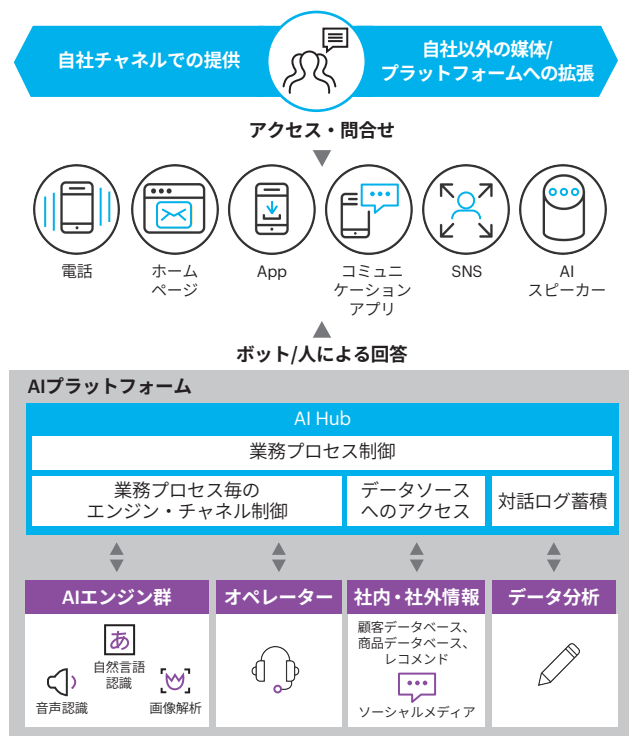 自社チャネルでの提供
自社以外の媒体/
プラットフォームへの拡張
アクセス・問合せ
電話
ホーム
ページ
App
コミュニ
ケーション
アプリ
SNS
AI
スピーカー
ボット/人による回答
AIプラットフォーム
AI Hub
業務プロセス制御
業務プロセス毎の
エンジン・チャネル制御
データソース
へのアクセス
対話ログ蓄積
AIエンジン群
あ
自然言語
認識
音声認識
画像解析
オペレーター
社内・社外情報
顧客データベース、
商品データベース、
レコメンド
ソーシャルメディア
データ分析